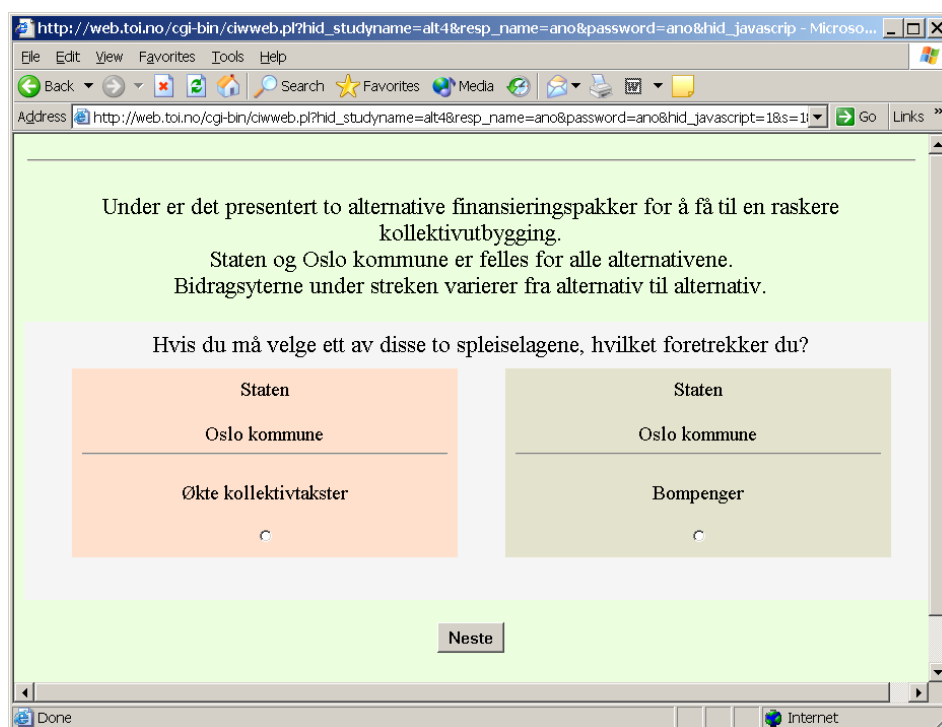 http://web.toi.no/cgi-bin/ciwweb.pl?hid_studyname=alt4&resp_name=ano&password=ano&hid_javascrip - Microso...
File Edit View Favorites Tools Help
Back Search Favorites Media
Address http://web.toi.no/cgi-bin/ciwweb.pl?hid_studyname=alt4&resp_name=ano&password=ano&hid_javascript=1&s=1 Go Links »
Under er det presentert to alternative finansieringspakker for å få til en raskere
kollektivutbygging.
Staten og Oslo kommune er felles for alle alternativene.
Bidragsyterne under streken varierer fra alternativ til alternativ.
Hvis du må velge ett av disse to spleiselagene, hvilket foretrekker du?
Staten Staten
Oslo kommune Oslo kommune
Økte kollektivtakster Bompenger
Neste
Done Internet